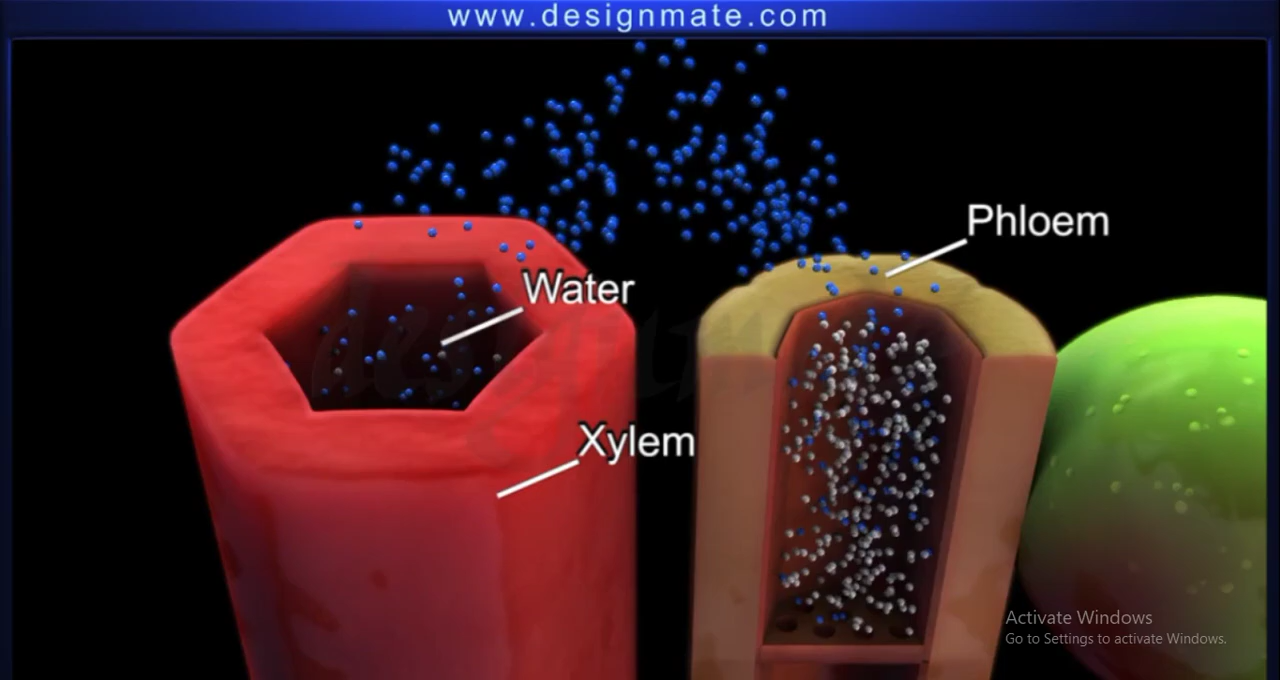 www.designmate.com
Phloem
Water
Xylem
Activate Windows
Go to Settings to activate Windows.